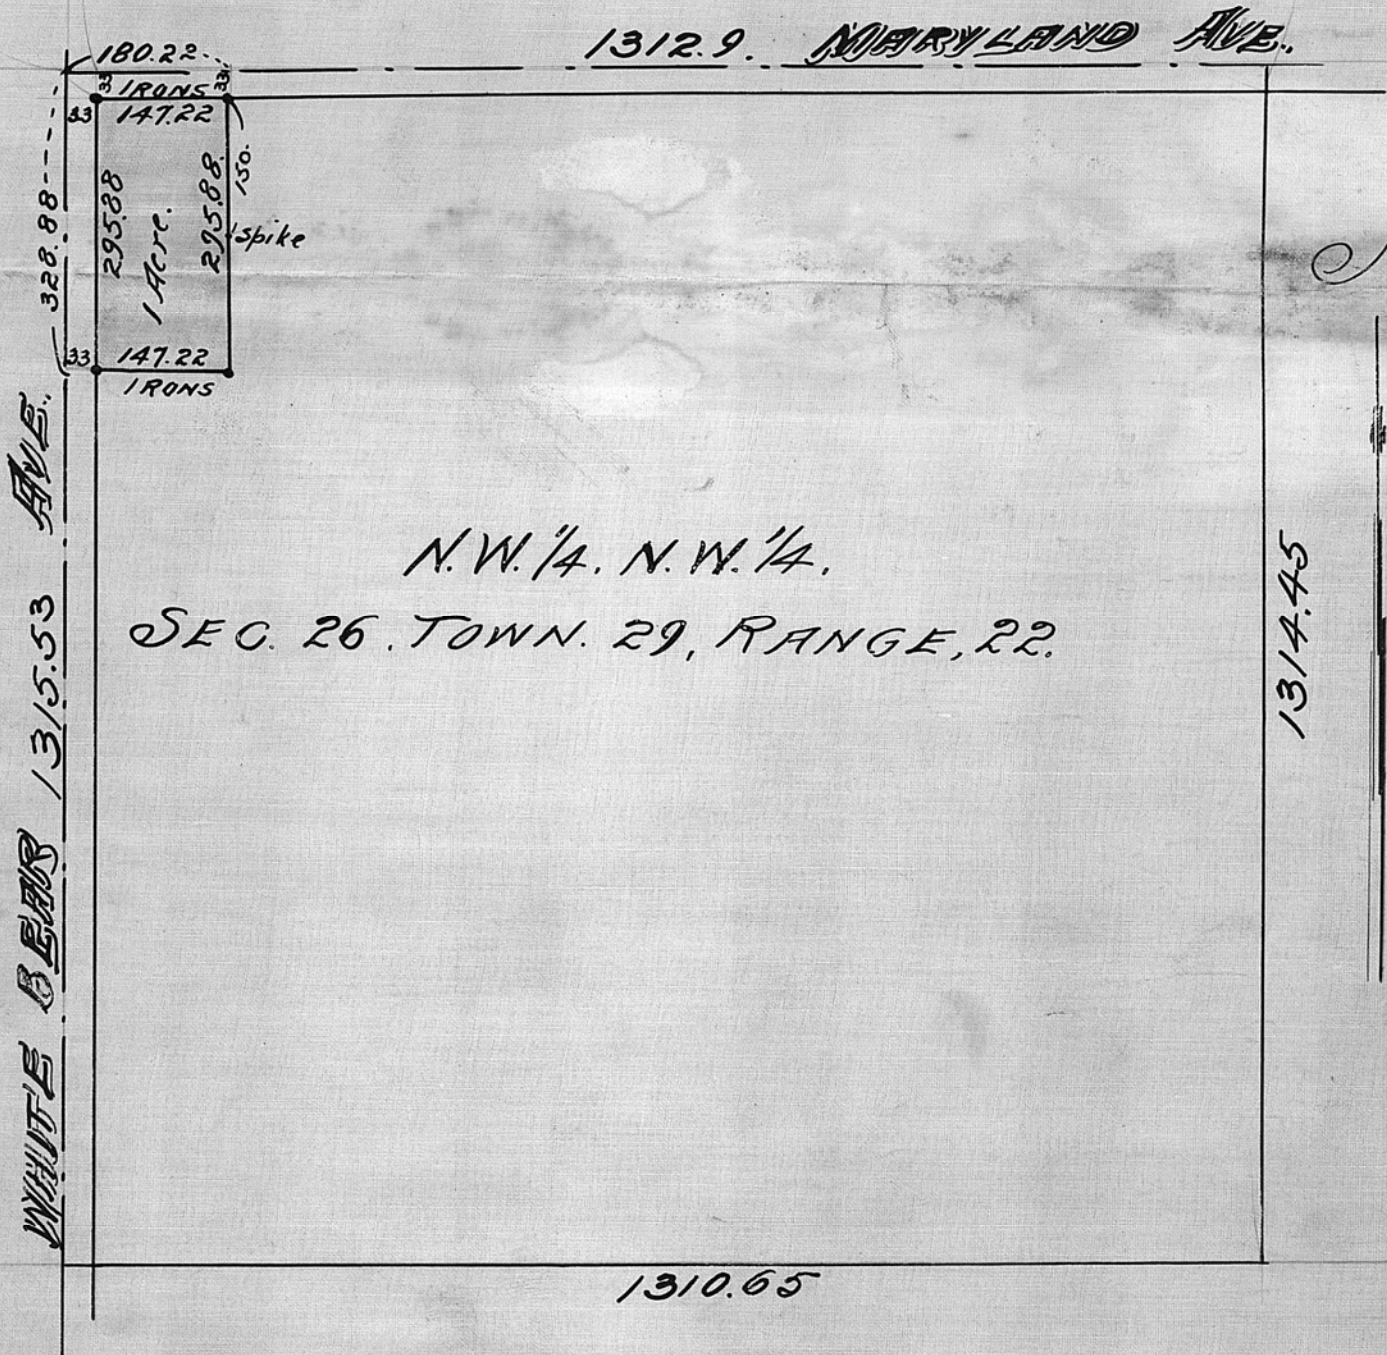 1312.9. MARYLAND AVE.
180.22
33 IRONS 33
33 147.22
328.88
295.88
1 Acre.
295.88.
150.
spike
33 147.22
IRONS
WHITE BEAR 1315.53 AVE.
N.W.1/4. N.W.1/4.
SEC. 26. TOWN. 29, RANGE, 22.
1314.45
1310.65